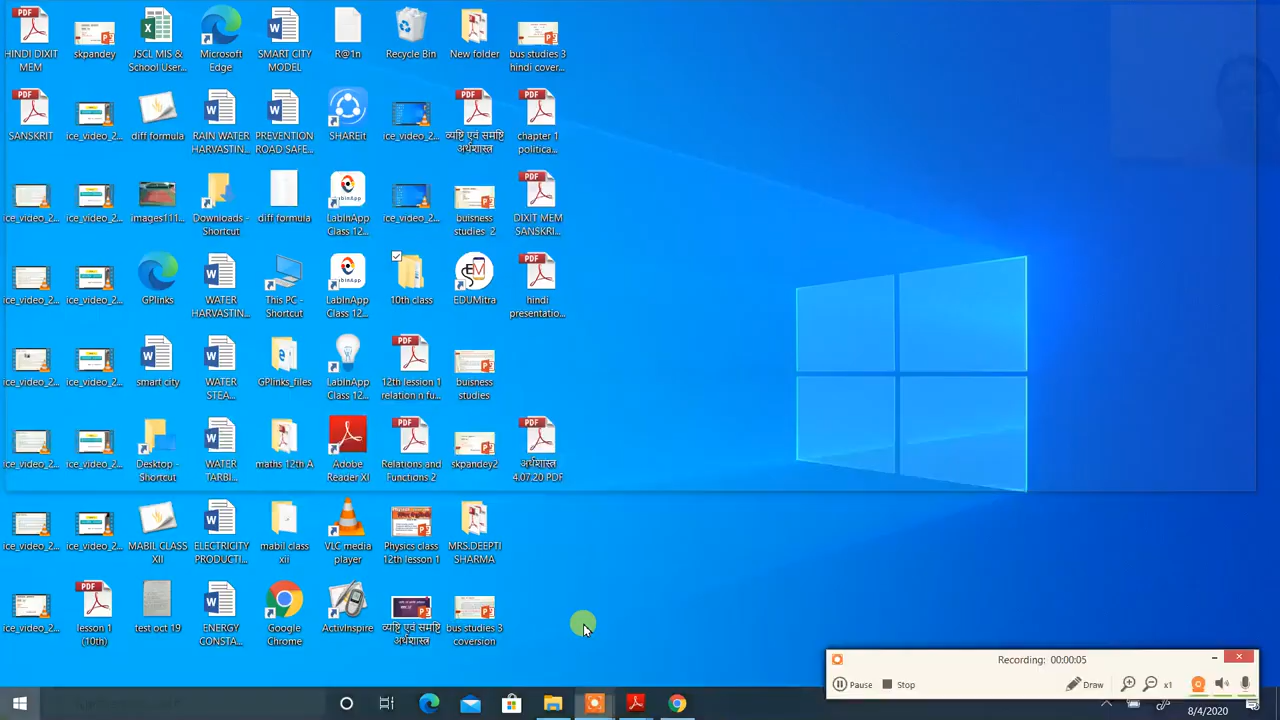 HINDI DIXIT
MEM
skpandey
JSCL MIS &
School User...
Microsoft
Edge
SMART CITY
MODEL
R@1n
Recycle Bin
New folder
bus studies 3
hindi cover...
SANSKRIT
ice_video_2...
diff formula
RAIN WATER
HARVASTIN...
PREVENTION
ROAD SAFE...
SHAREit
ice_video_2...
व्यष्टि एवं समष्टि
अर्थशास्त्र
chapter 1
politica...
ice_video_2...
ice_video_2...
images111...
Downloads -
Shortcut
diff formula
LabInApp
Class 12...
ice_video_2...
buisness
studies 2
DIXIT MEM
SANSKRI...
ice_video_2...
ice_video_2...
GPlinks
WATER
HARVASTIN...
This PC -
Shortcut
LabInApp
Class 12...
10th class
EDUMitra
hindi
presentatio...
ice_video_2...
ice_video_2...
smart city
WATER
STEA...
GPlinks_files
LabInApp
Class 12...
12th lession 1
relation n fu...
buisness
studies
ice_video_2...
ice_video_2...
Desktop -
Shortcut
WATER
TARBI...
maths 12th A
Adobe
Reader XI
Relations and
Functions 2
skpandey2
अर्थशास्त्र
4.07.20 PDF
ice_video_2...
ice_video_2...
MABIL CLASS
XII
ELECTRICITY
PRODUCTI...
mabil class
xii
VLC media
player
Physics class
12th lesson 1
MRS.DEEPTI
SHARMA
ice_video_2...
lesson 1
(10th)
test oct 19
ENERGY
CONSTA...
Google
Chrome
ActivInspire
व्यष्टि एवं समष्टि
अर्थशास्त्र
bus studies 3
coversion
Recording: 00:00:05
Pause
Stop
Draw
x1
8/4/2020